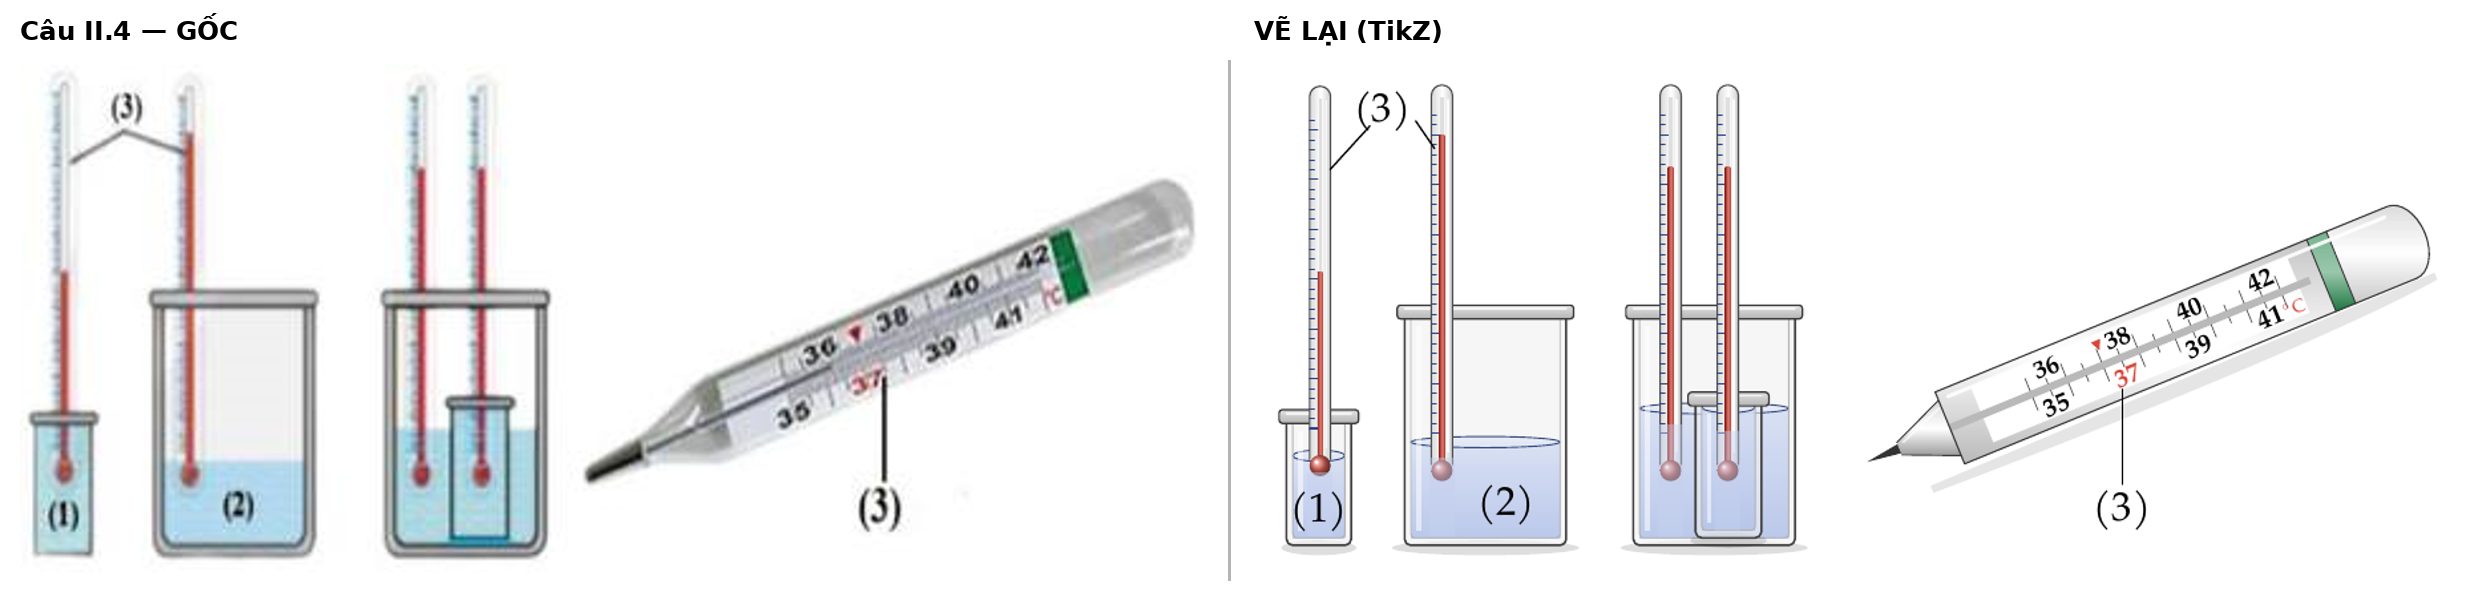 Câu II.4 — GỐC
(3)
(1)
(2)
36 38 40 42
35 37 39 41 °C
(3)
VẼ LẠI (TikZ)
(3)
(1)
(2)
36 38 40 42
35 37 39 41 °C
(3)